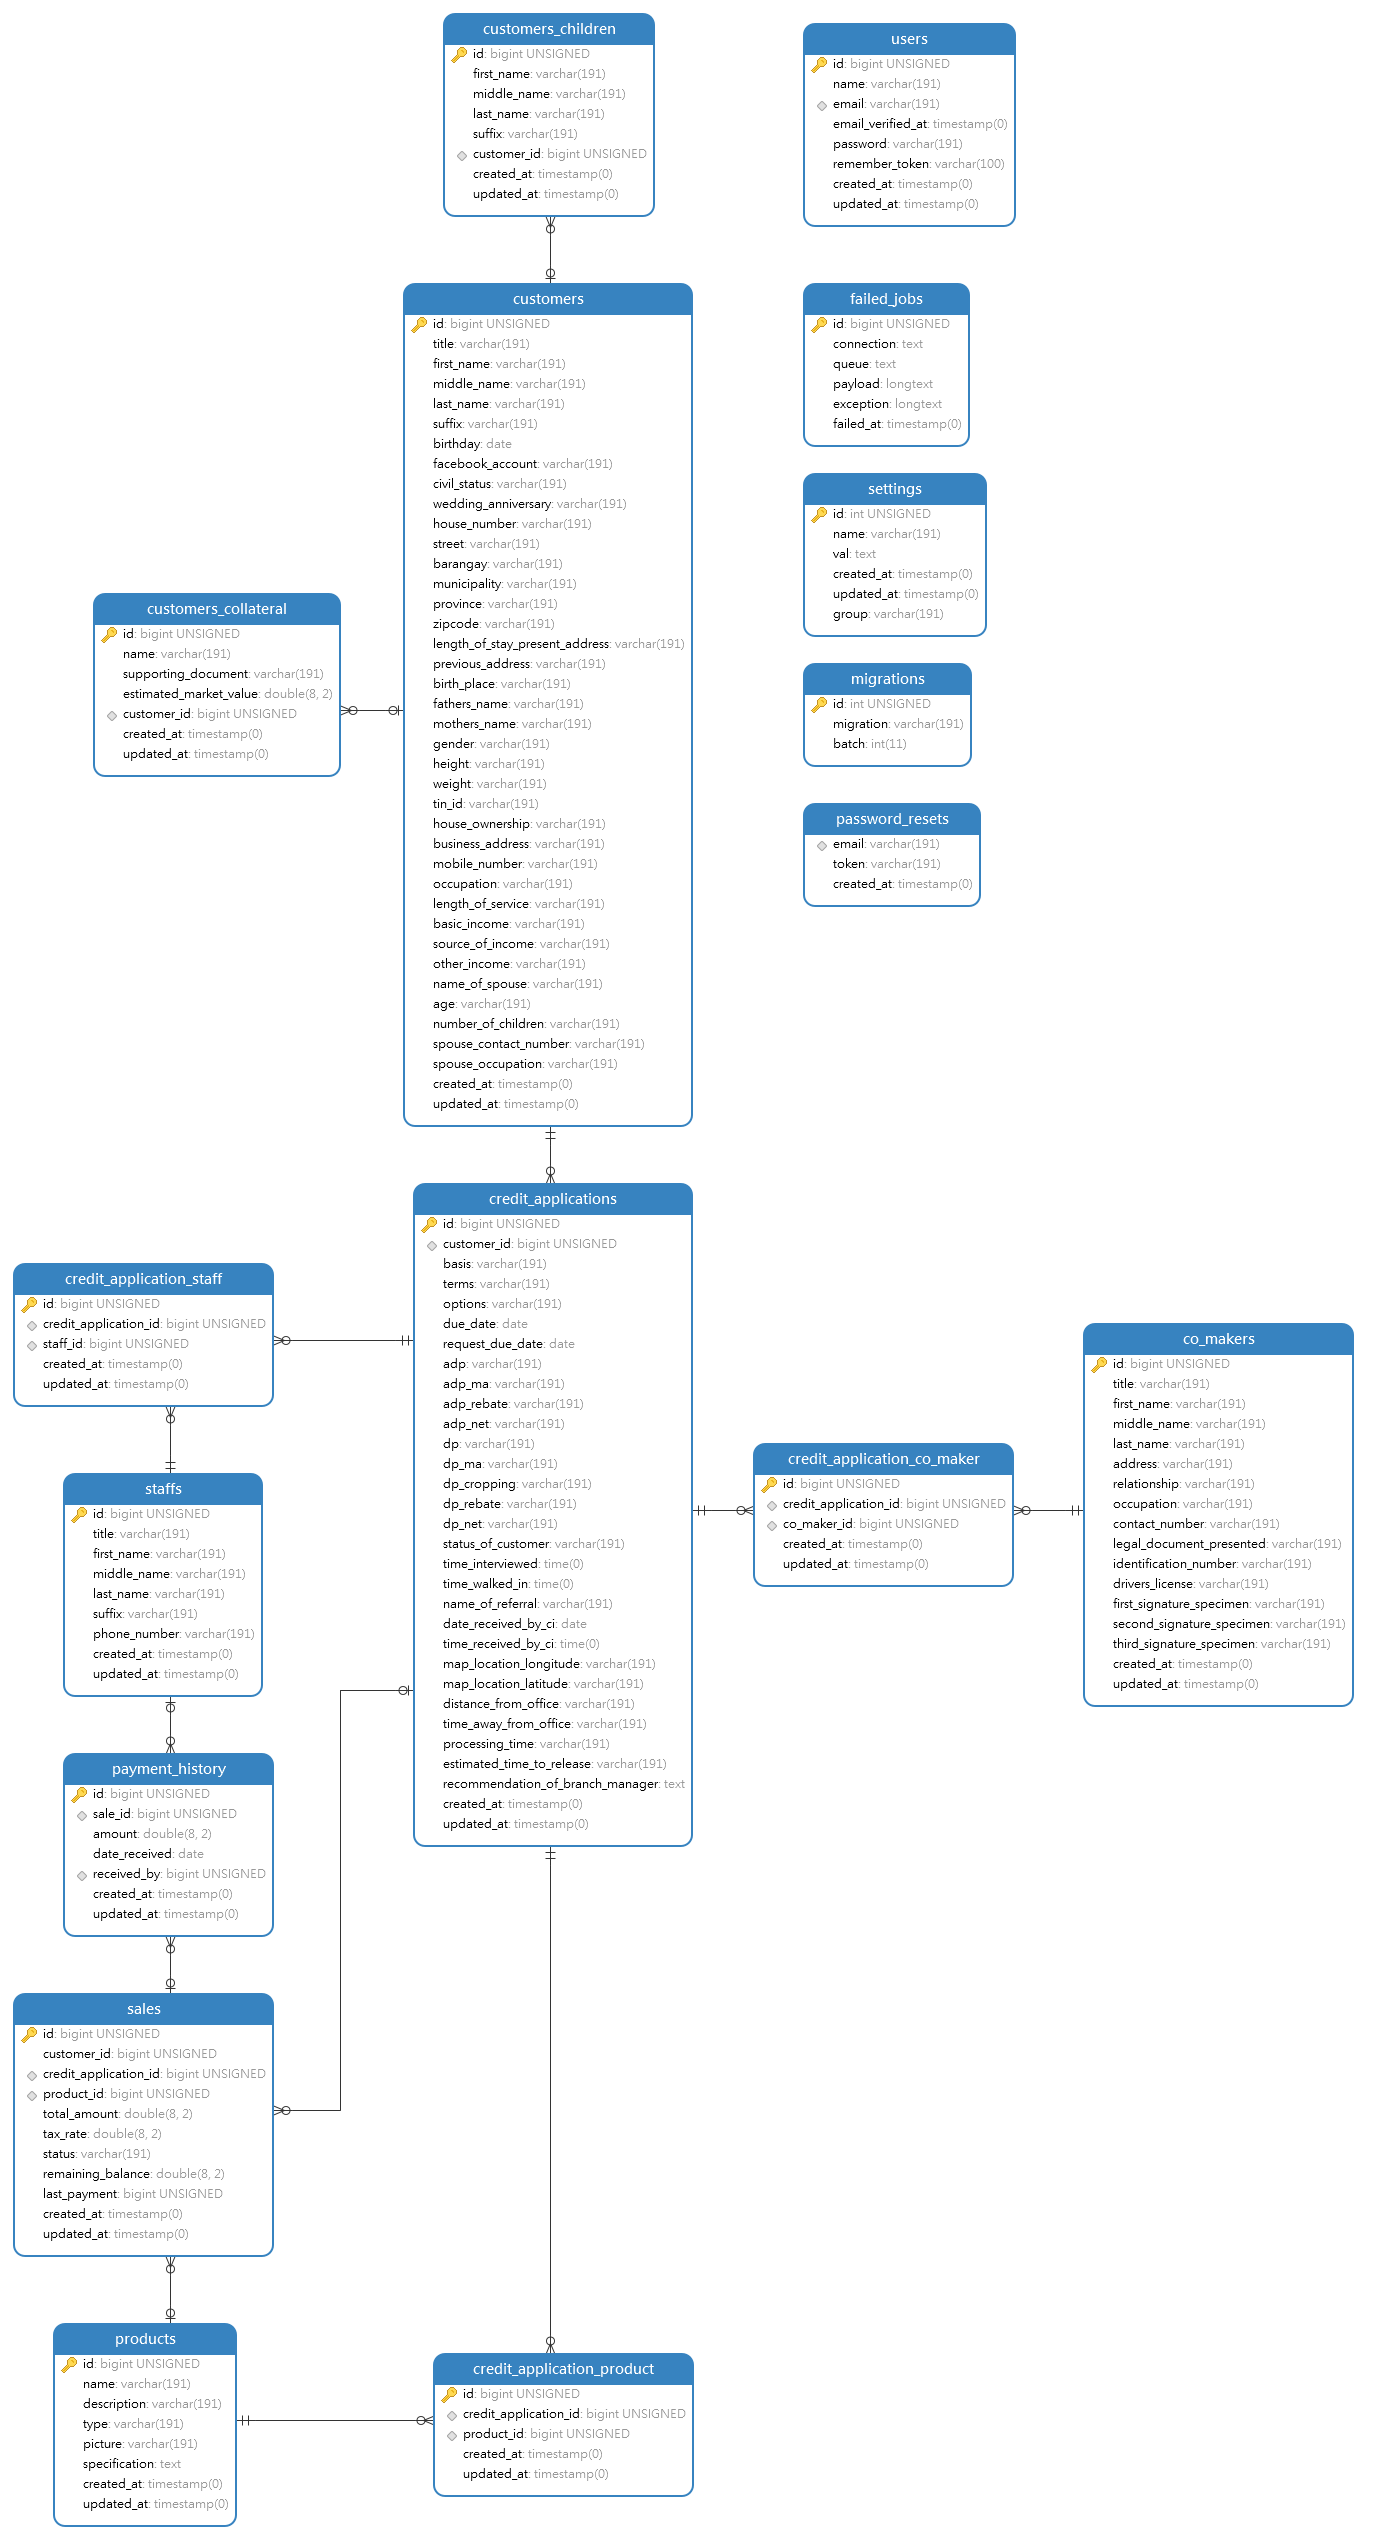 customers_children
id: bigint UNSIGNED
first_name: varchar(191)
middle_name: varchar(191)
last_name: varchar(191)
suffix: varchar(191)
customer_id: bigint UNSIGNED
created_at: timestamp(0)
updated_at: timestamp(0)
users
id: bigint UNSIGNED
name: varchar(191)
email: varchar(191)
email_verified_at: timestamp(0)
password: varchar(191)
remember_token: varchar(100)
created_at: timestamp(0)
updated_at: timestamp(0)
customers
id: bigint UNSIGNED
title: varchar(191)
first_name: varchar(191)
middle_name: varchar(191)
last_name: varchar(191)
suffix: varchar(191)
birthday: date
facebook_account: varchar(191)
civil_status: varchar(191)
wedding_anniversary: varchar(191)
house_number: varchar(191)
street: varchar(191)
barangay: varchar(191)
municipality: varchar(191)
province: varchar(191)
zipcode: varchar(191)
length_of_stay_present_address: varchar(191)
previous_address: varchar(191)
birth_place: varchar(191)
fathers_name: varchar(191)
mothers_name: varchar(191)
gender: varchar(191)
height: varchar(191)
weight: varchar(191)
tin_id: varchar(191)
house_ownership: varchar(191)
business_address: varchar(191)
mobile_number: varchar(191)
occupation: varchar(191)
length_of_service: varchar(191)
basic_income: varchar(191)
source_of_income: varchar(191)
other_income: varchar(191)
name_of_spouse: varchar(191)
age: varchar(191)
number_of_children: varchar(191)
spouse_contact_number: varchar(191)
spouse_occupation: varchar(191)
created_at: timestamp(0)
updated_at: timestamp(0)
failed_jobs
id: bigint UNSIGNED
connection: text
queue: text
payload: longtext
exception: longtext
failed_at: timestamp(0)
settings
id: int UNSIGNED
name: varchar(191)
val: text
created_at: timestamp(0)
updated_at: timestamp(0)
group: varchar(191)
customers_collateral
id: bigint UNSIGNED
name: varchar(191)
supporting_document: varchar(191)
estimated_market_value: double(8, 2)
customer_id: bigint UNSIGNED
created_at: timestamp(0)
updated_at: timestamp(0)
migrations
id: int UNSIGNED
migration: varchar(191)
batch: int(11)
password_resets
email: varchar(191)
token: varchar(191)
created_at: timestamp(0)
credit_applications
id: bigint UNSIGNED
customer_id: bigint UNSIGNED
basis: varchar(191)
terms: varchar(191)
options: varchar(191)
due_date: date
request_due_date: date
adp: varchar(191)
adp_ma: varchar(191)
adp_rebate: varchar(191)
adp_net: varchar(191)
dp: varchar(191)
dp_ma: varchar(191)
dp_cropping: varchar(191)
dp_rebate: varchar(191)
dp_net: varchar(191)
status_of_customer: varchar(191)
time_interviewed: time(0)
time_walked_in: time(0)
name_of_referral: varchar(191)
date_received_by_ci: date
time_received_by_ci: time(0)
map_location_longitude: varchar(191)
map_location_latitude: varchar(191)
distance_from_office: varchar(191)
time_away_from_office: varchar(191)
processing_time: varchar(191)
estimated_time_to_release: varchar(191)
recommendation_of_branch_manager: text
created_at: timestamp(0)
updated_at: timestamp(0)
credit_application_staff
id: bigint UNSIGNED
credit_application_id: bigint UNSIGNED
staff_id: bigint UNSIGNED
created_at: timestamp(0)
updated_at: timestamp(0)
co_makers
id: bigint UNSIGNED
title: varchar(191)
first_name: varchar(191)
middle_name: varchar(191)
last_name: varchar(191)
address: varchar(191)
relationship: varchar(191)
occupation: varchar(191)
contact_number: varchar(191)
legal_document_presented: varchar(191)
identification_number: varchar(191)
drivers_license: varchar(191)
first_signature_specimen: varchar(191)
second_signature_specimen: varchar(191)
third_signature_specimen: varchar(191)
created_at: timestamp(0)
updated_at: timestamp(0)
credit_application_co_maker
id: bigint UNSIGNED
credit_application_id: bigint UNSIGNED
co_maker_id: bigint UNSIGNED
created_at: timestamp(0)
updated_at: timestamp(0)
staffs
id: bigint UNSIGNED
title: varchar(191)
first_name: varchar(191)
middle_name: varchar(191)
last_name: varchar(191)
suffix: varchar(191)
phone_number: varchar(191)
created_at: timestamp(0)
updated_at: timestamp(0)
payment_history
id: bigint UNSIGNED
sale_id: bigint UNSIGNED
amount: double(8, 2)
date_received: date
received_by: bigint UNSIGNED
created_at: timestamp(0)
updated_at: timestamp(0)
sales
id: bigint UNSIGNED
customer_id: bigint UNSIGNED
credit_application_id: bigint UNSIGNED
product_id: bigint UNSIGNED
total_amount: double(8, 2)
tax_rate: double(8, 2)
status: varchar(191)
remaining_balance: double(8, 2)
last_payment: bigint UNSIGNED
created_at: timestamp(0)
updated_at: timestamp(0)
products
id: bigint UNSIGNED
name: varchar(191)
description: varchar(191)
type: varchar(191)
picture: varchar(191)
specification: text
created_at: timestamp(0)
updated_at: timestamp(0)
credit_application_product
id: bigint UNSIGNED
credit_application_id: bigint UNSIGNED
product_id: bigint UNSIGNED
created_at: timestamp(0)
updated_at: timestamp(0)